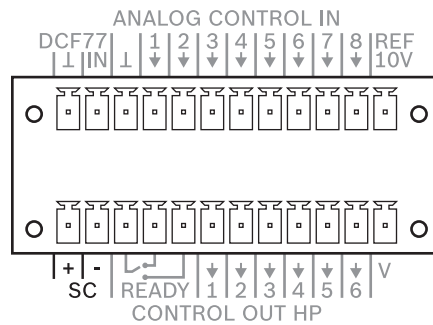 ANALOG CONTROL IN
DCF77 1 2 3 4 5 6 7 8 REF
⊥ IN ⊥ 10V
+ - V
SC READY 1 2 3 4 5 6
CONTROL OUT HP